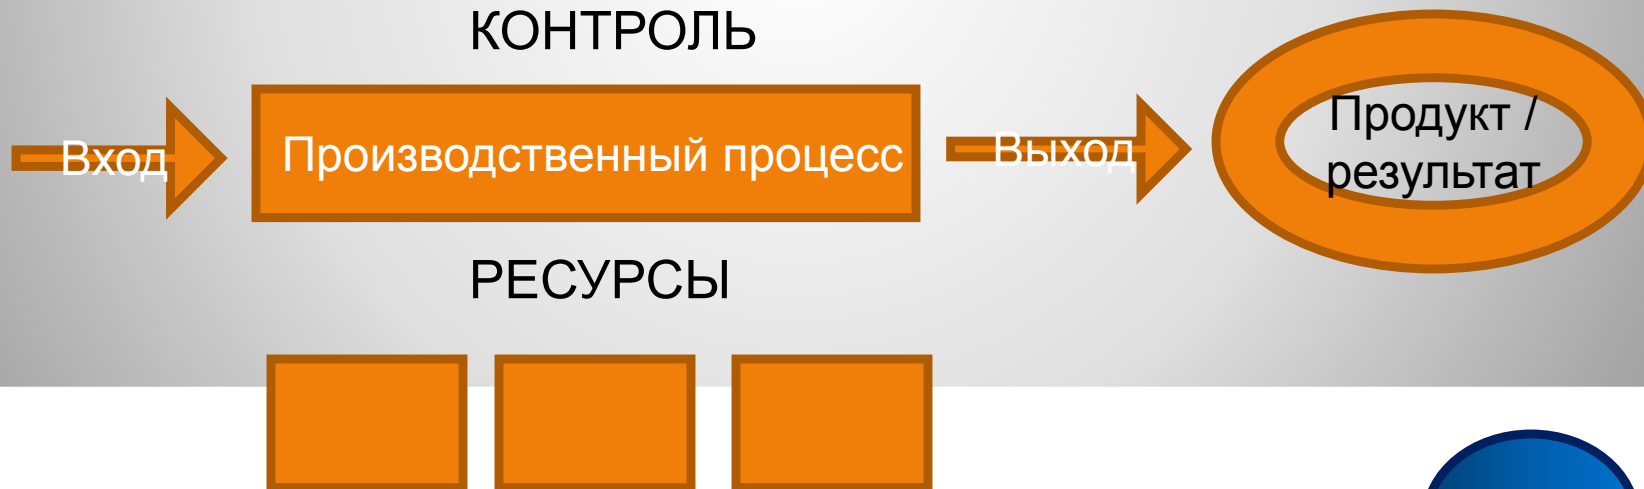 КОНТРОЛЬ
Вход
Производственный процесс
Выход
Продукт /
результат
РЕСУРСЫ